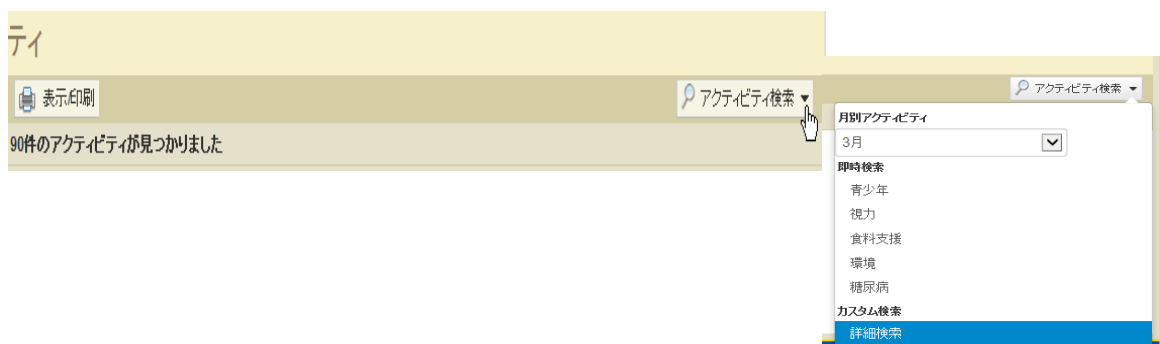 ティ
表示/印刷
アクティビティ検索
90件のアクティビティが見つかりました
アクティビティ検索
月別アクティビティ
3月
即時検索
青少年
視力
食料支援
環境
糖尿病
カスタム検索
詳細検索